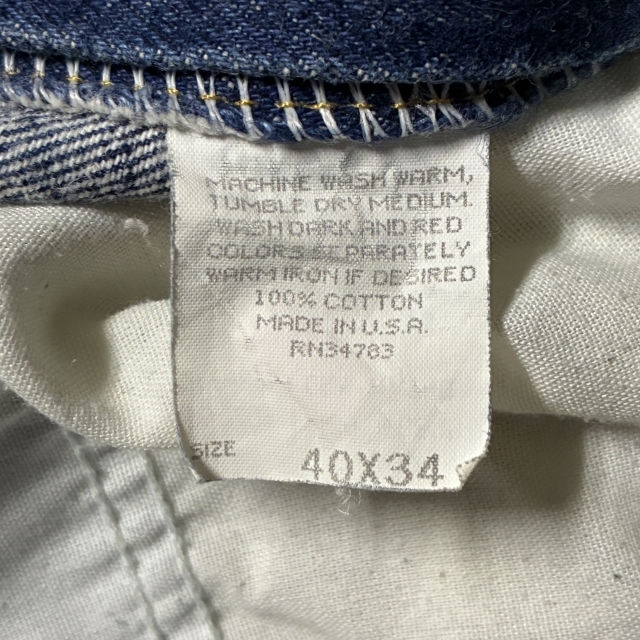 MACHINE WASH WARM,
TUMBLE DRY MEDIUM.
WASH DARK AND RED
COLORS SEPARATELY
WARM IRON IF DESIRED
100% COTTON
MADE IN U.S.A.
RN34783
SIZE 40X34